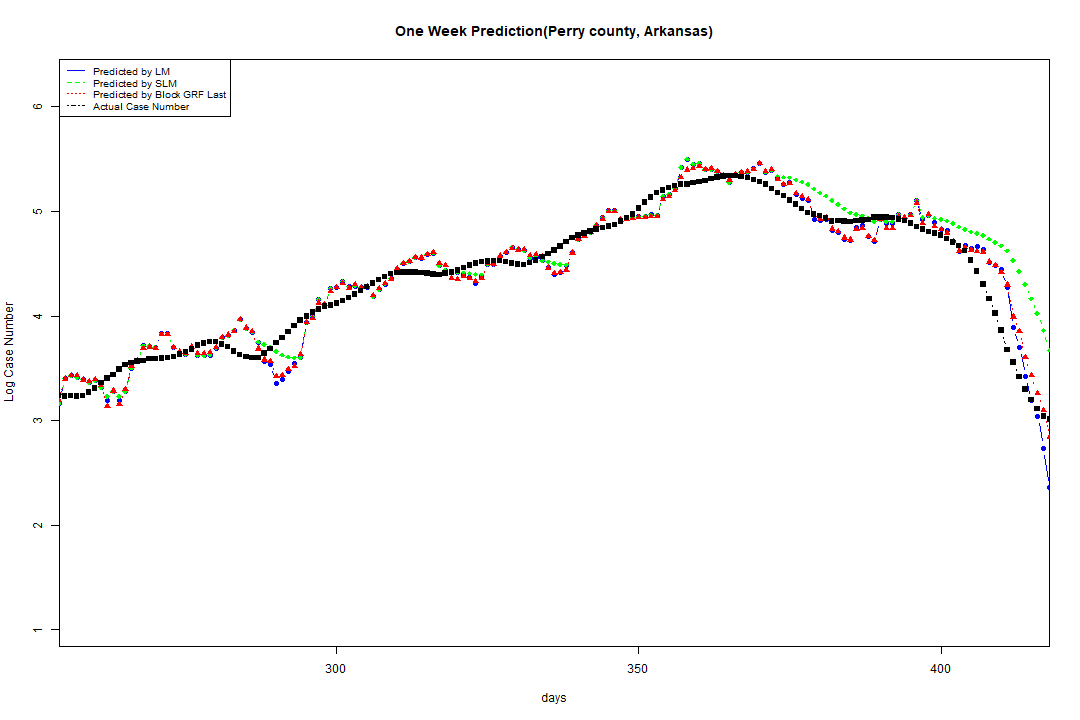 One Week Prediction(Perry county, Arkansas)
Predicted by LM
Predicted by SLM
Predicted by Block GRF Last
Actual Case Number
6
5
4
3
2
1
Log Case Number
300 350 400
days